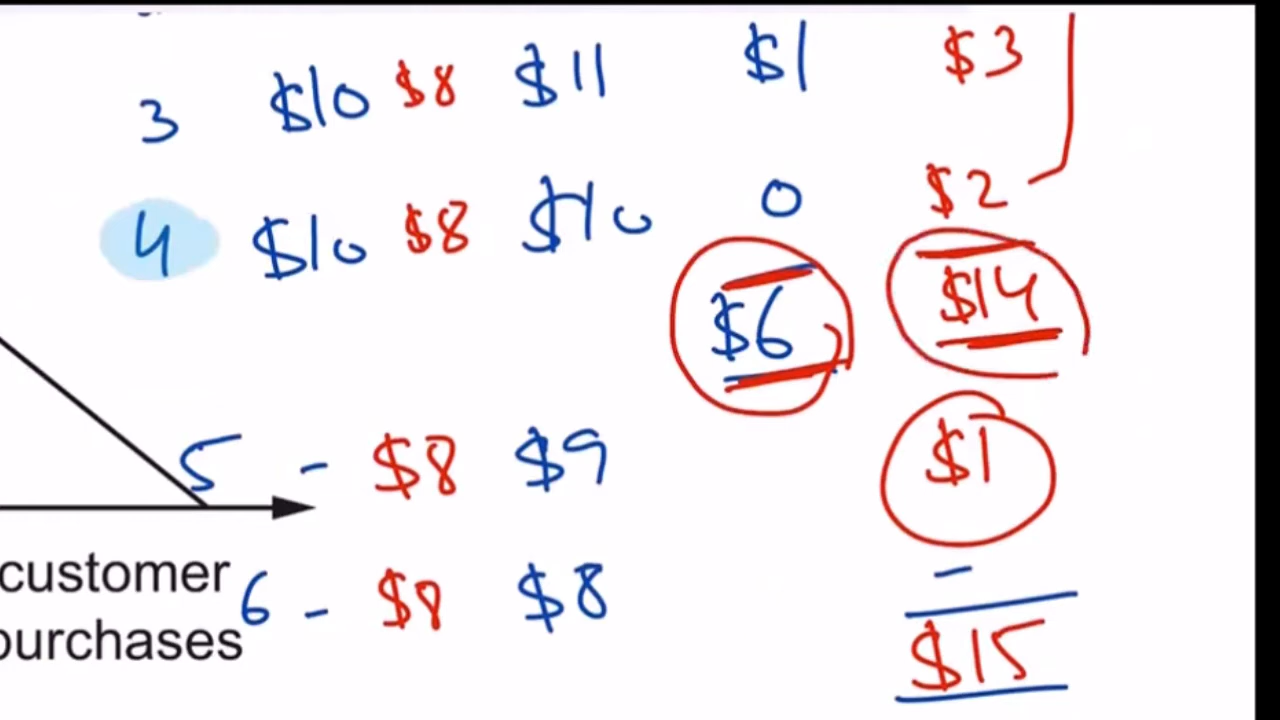 3 $10 $8 $11 $1 $3
4 $10 $8 $10 0 $2
$6 $14
5 - $8 $9 $1
customer
6 - $8 $8 -
purchases
$15